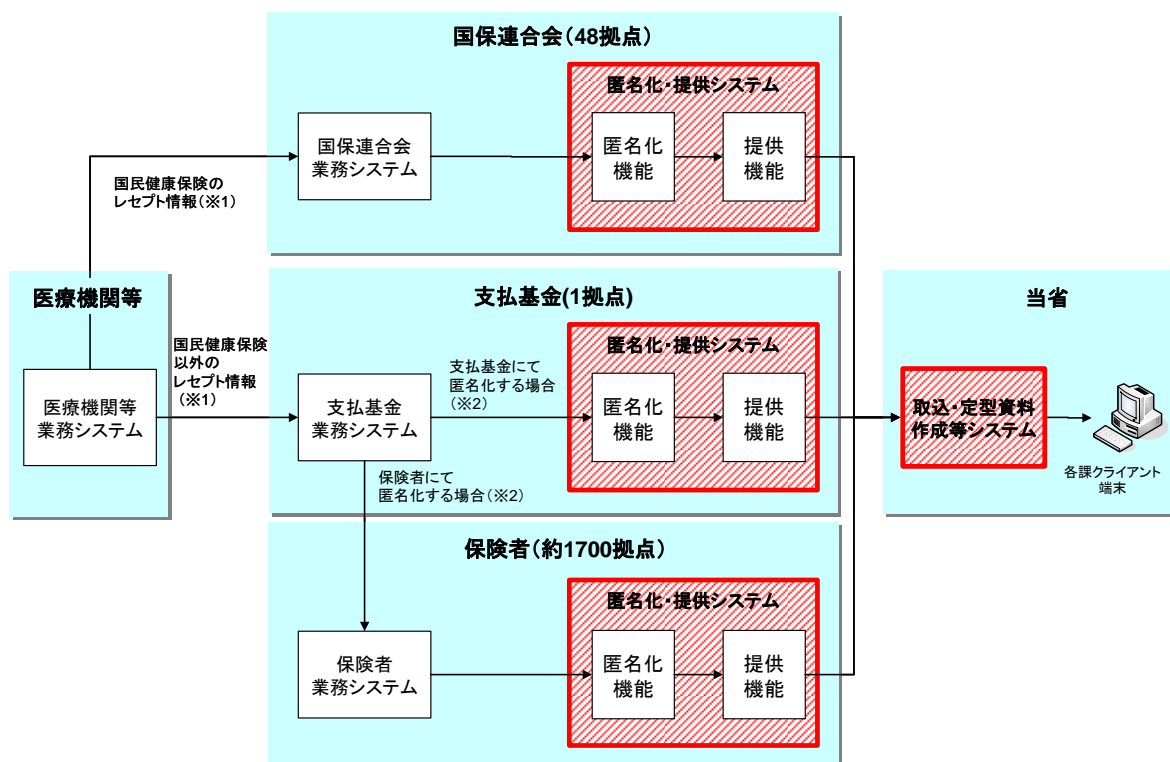 国保連合会（48拠点）
匿名化・提供システム
国保連合会
業務システム
匿名化
機能
提供
機能
国民健康保険の
レセプト情報（※1）
医療機関等
国民健康保険
以外の
レセプト情報
（※1）
医療機関等
業務システム
支払基金(1拠点)
匿名化・提供システム
支払基金にて
匿名化する場合
（※2）
支払基金
業務システム
匿名化
機能
提供
機能
保険者にて
匿名化する場合（※2）
当省
取込・定型資料
作成等システム
各課クライアント
端末
保険者（約1700拠点）
匿名化・提供システム
保険者
業務システム
匿名化
機能
提供
機能